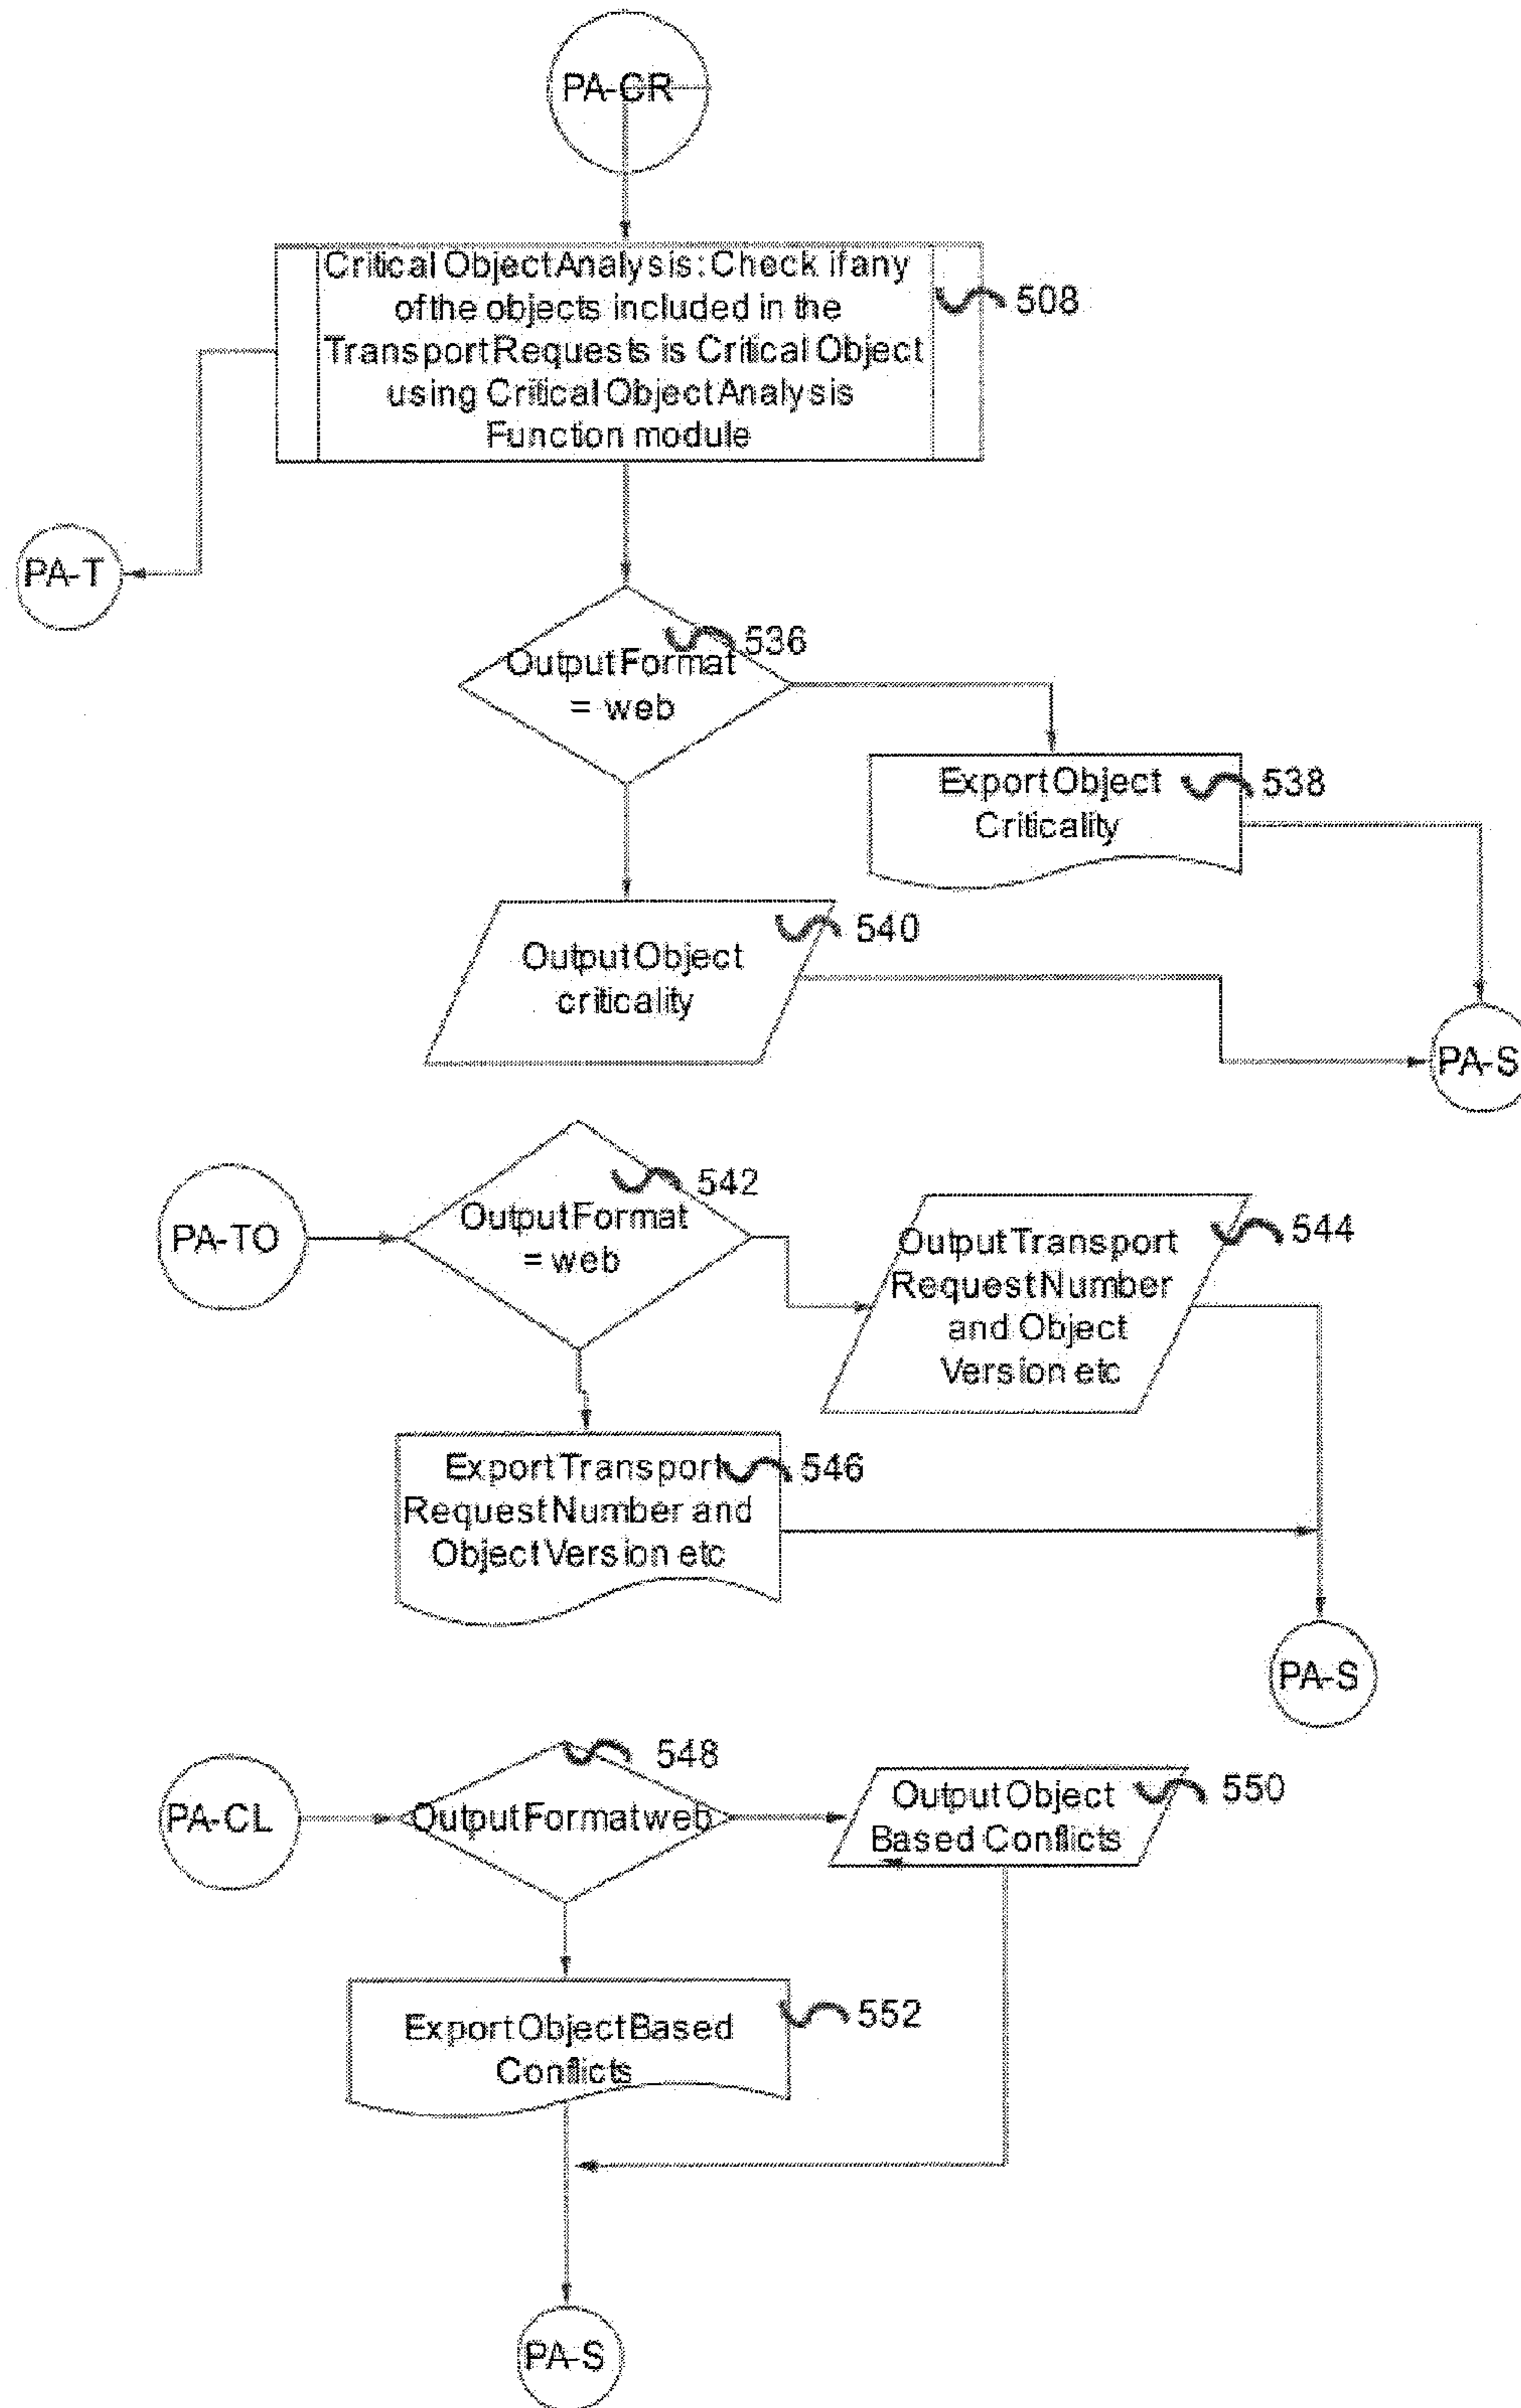 PA-CR
Critical Object Analysis: Check if any
of the objects included in the
Transport Requests is Critical Object
using Critical Object Analysis
Function module
508
PA-T
536
Output Format
= web
Export Object
Criticality
538
540
Output Object
criticality
PA-S
PA-TO
542
Output Format
= web
Output Transport
Request Number
and Object
Version etc
544
Export Transport
Request Number and
Object Version etc
546
PA-S
PA-CL
548
Output Format web
Output Object
Based Conflicts
550
Export Object Based
Conflicts
552
PA-S